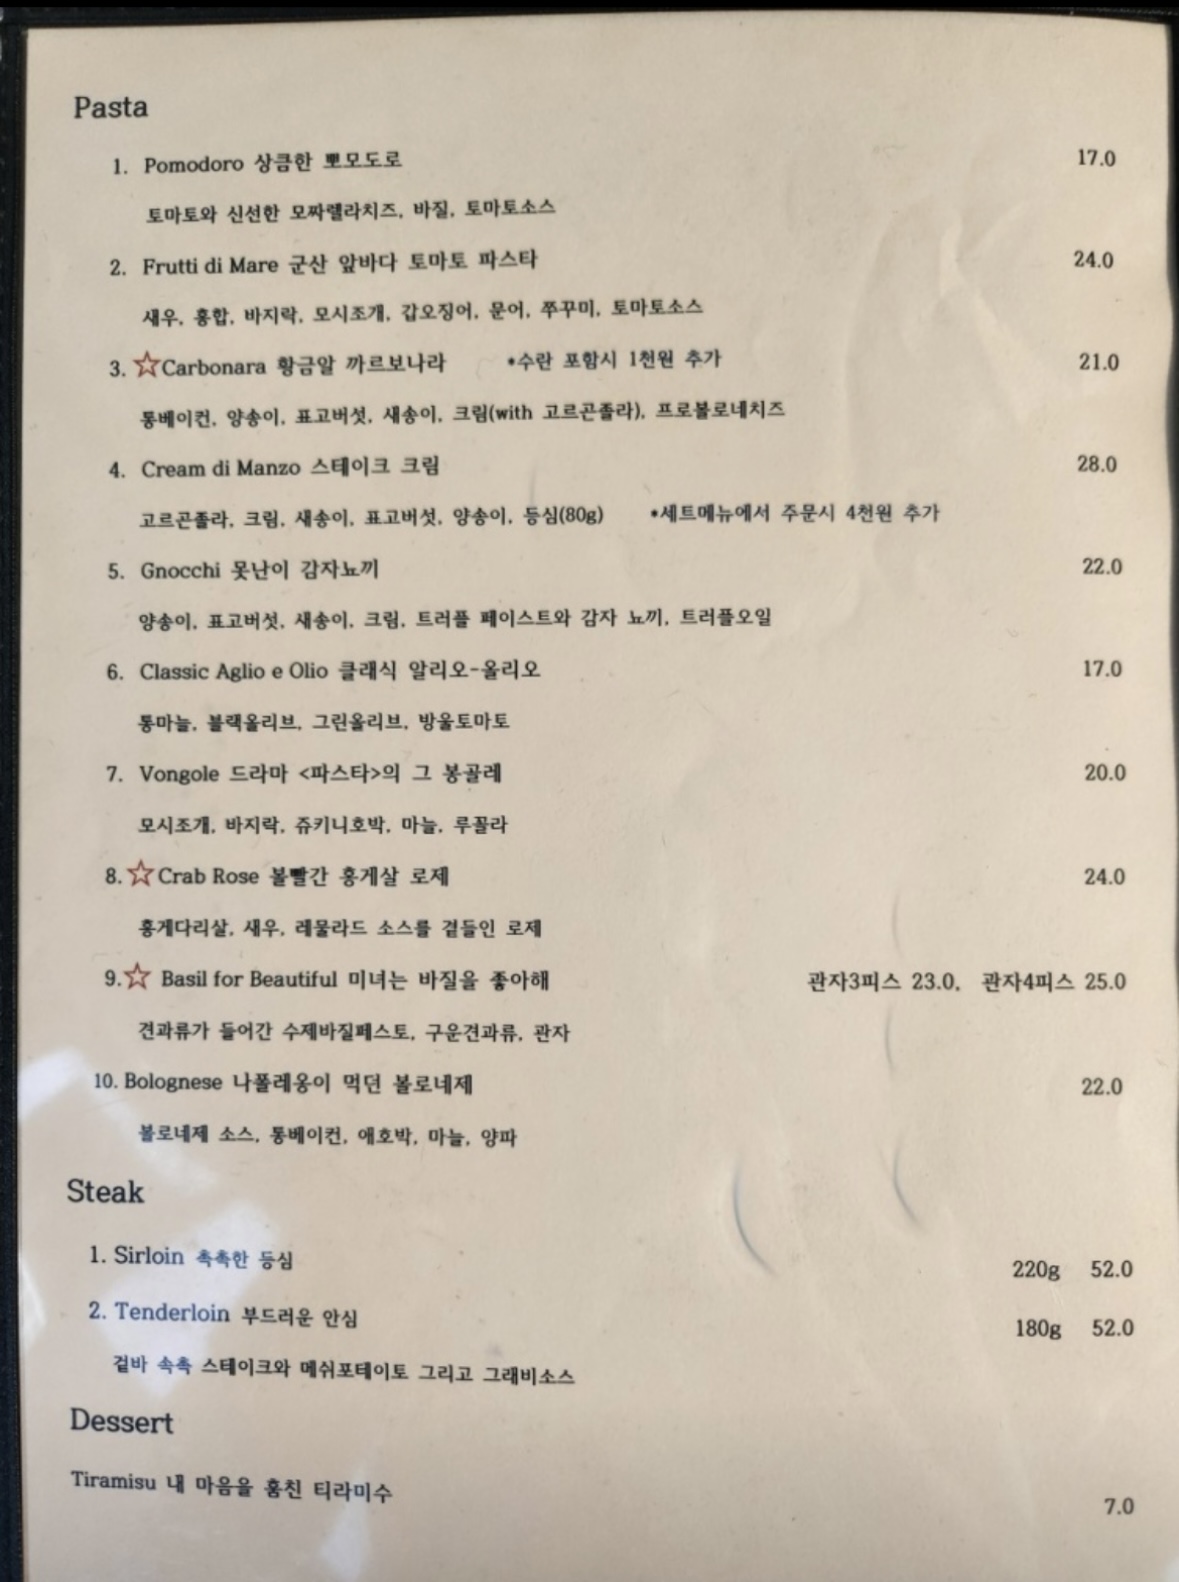 Pasta
1. Pomodoro 상큼한 뽀모도로 17.0
토마토와 신선한 모짜렐라치즈, 바질, 토마토소스
2. Frutti di Mare 군산 앞바다 토마토 파스타 24.0
새우, 홍합, 바지락, 모시조개, 갑오징어, 문어, 쭈꾸미, 토마토소스
3. ☆Carbonara 황금알 까르보나라 *수란 포함시 1천원 추가 21.0
통베이컨, 양송이, 표고버섯, 새송이, 크림(with 고르곤졸라), 프로볼로네치즈
4. Cream di Manzo 스테이크 크림 28.0
고르곤졸라, 크림, 새송이, 표고버섯, 양송이, 등심(80g) *세트메뉴에서 주문시 4천원 추가
5. Gnocchi 못난이 감자뇨끼 22.0
양송이, 표고버섯, 새송이, 크림, 트러플 페이스트와 감자 뇨끼, 트러플오일
6. Classic Aglio e Olio 클래식 알리오-올리오 17.0
통마늘, 블랙올리브, 그린올리브, 방울토마토
7. Vongole 드라마 <파스타>의 그 봉골레 20.0
모시조개, 바지락, 쥬키니호박, 마늘, 루꼴라
8. ☆Crab Rose 볼빨간 홍게살 로제 24.0
홍게다리살, 새우, 레물라드 소스를 곁들인 로제
9. ☆ Basil for Beautiful 미녀는 바질을 좋아해 관자3피스 23.0, 관자4피스 25.0
견과류가 들어간 수제바질페스토, 구운견과류, 관자
10. Bolognese 나폴레옹이 먹던 볼로네제 22.0
볼로네제 소스, 통베이컨, 애호박, 마늘, 양파
Steak
1. Sirloin 촉촉한 등심 220g 52.0
2. Tenderloin 부드러운 안심 180g 52.0
겉바 속촉 스테이크와 메쉬포테이토 그리고 그래비소스
Dessert
Tiramisu 내 마음을 훔친 티라미수 7.0